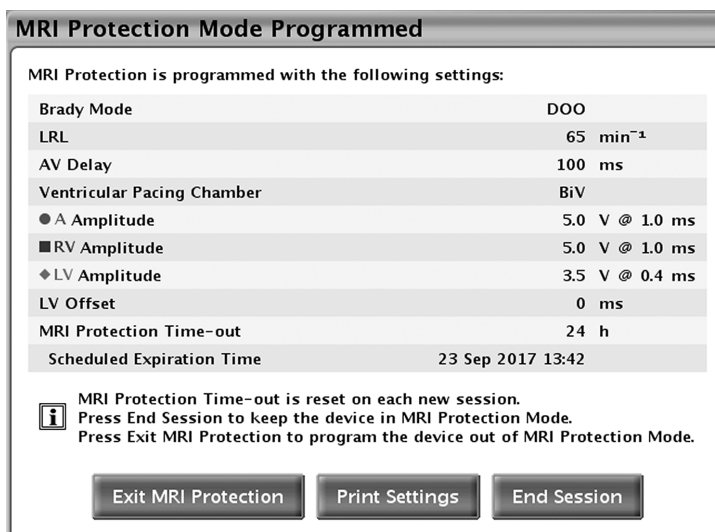 MRI Protection Mode Programmed
MRI Protection is programmed with the following settings:
Brady Mode DOO
LRL 65 min⁻¹
AV Delay 100 ms
Ventricular Pacing Chamber BiV
A Amplitude 5.0 V @ 1.0 ms
RV Amplitude 5.0 V @ 1.0 ms
LV Amplitude 3.5 V @ 0.4 ms
LV Offset 0 ms
MRI Protection Time-out 24 h
Scheduled Expiration Time 23 Sep 2017 13:42
i
MRI Protection Time-out is reset on each new session.
Press End Session to keep the device in MRI Protection Mode.
Press Exit MRI Protection to program the device out of MRI Protection Mode.
Exit MRI Protection Print Settings End Session